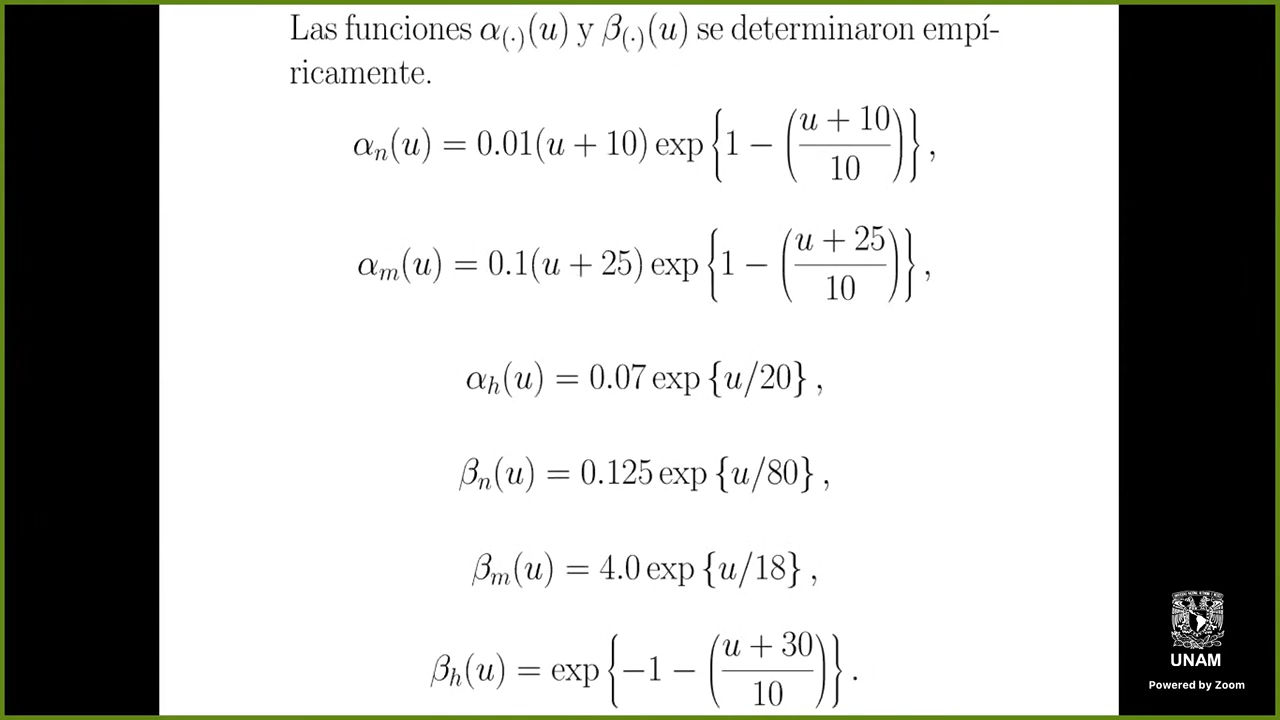 Las funciones α₍.₎(u) y β₍.₎(u) se determinaron empí-
ricamente.
αₙ(u) = 0.01(u + 10) exp {1 − ((u + 10)/10)} ,
αₘ(u) = 0.1(u + 25) exp {1 − ((u + 25)/10)} ,
αₕ(u) = 0.07 exp {u/20} ,
βₙ(u) = 0.125 exp {u/80} ,
βₘ(u) = 4.0 exp {u/18} ,
βₕ(u) = exp {−1 − ((u + 30)/10)} .
UNAM
Powered by Zoom